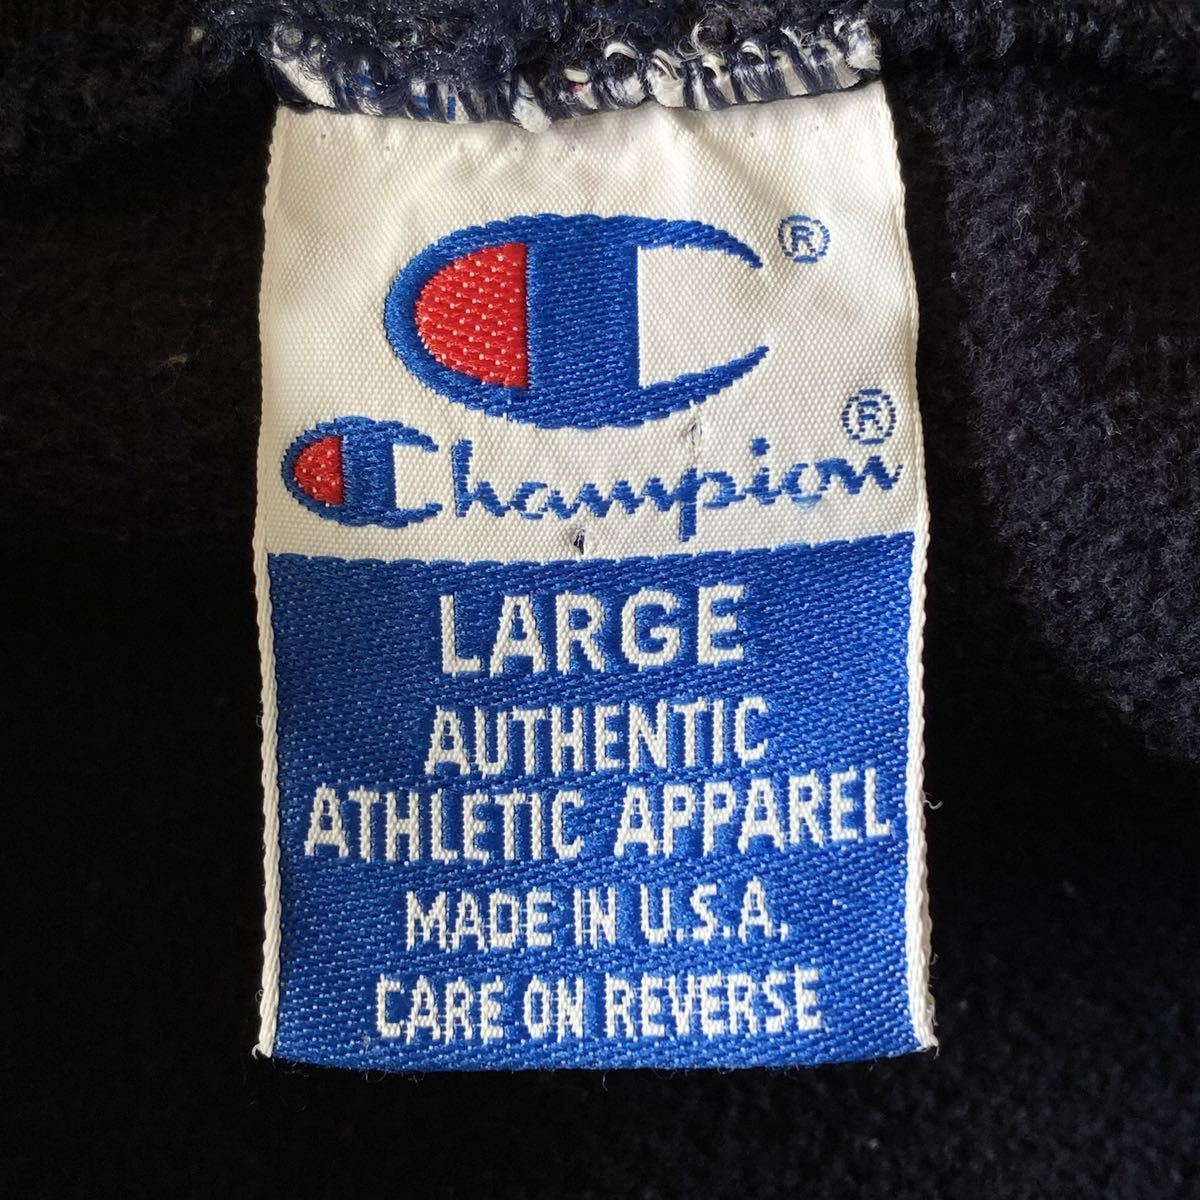 ®
Champion®
LARGE
AUTHENTIC
ATHLETIC APPAREL
MADE IN U.S.A.
CARE ON REVERSE